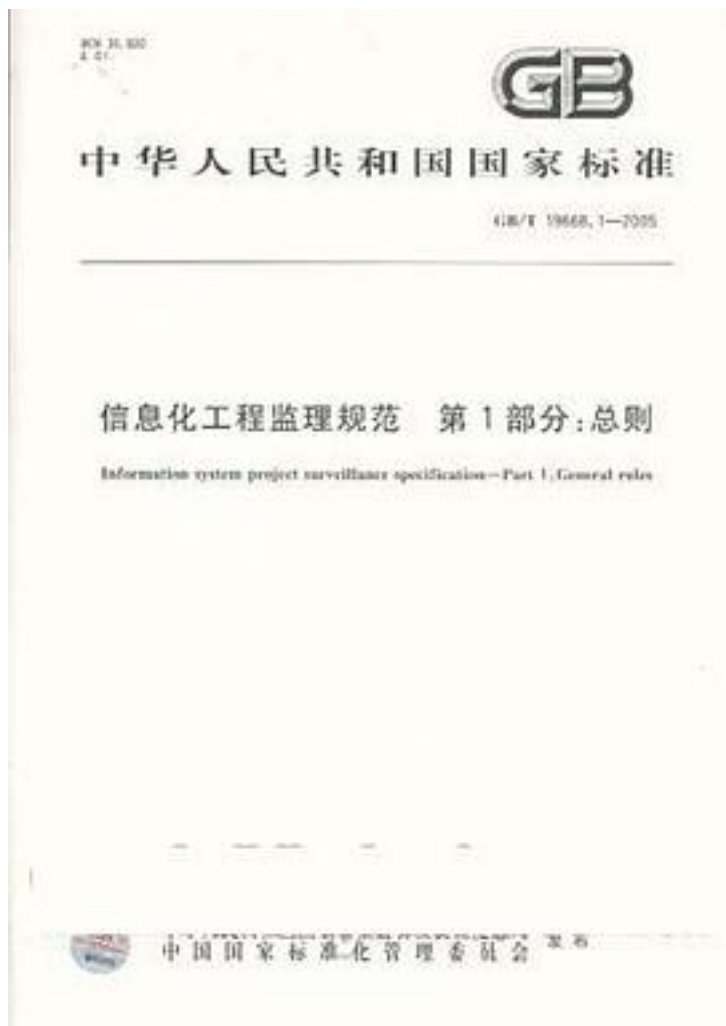 GB
中华人民共和国国家标准
GB/T 19668.1—2005
信息化工程监理规范 第1部分:总则
Information system project surveillance specification—Part 1:General rules
中国国家标准化管理委员会 发布